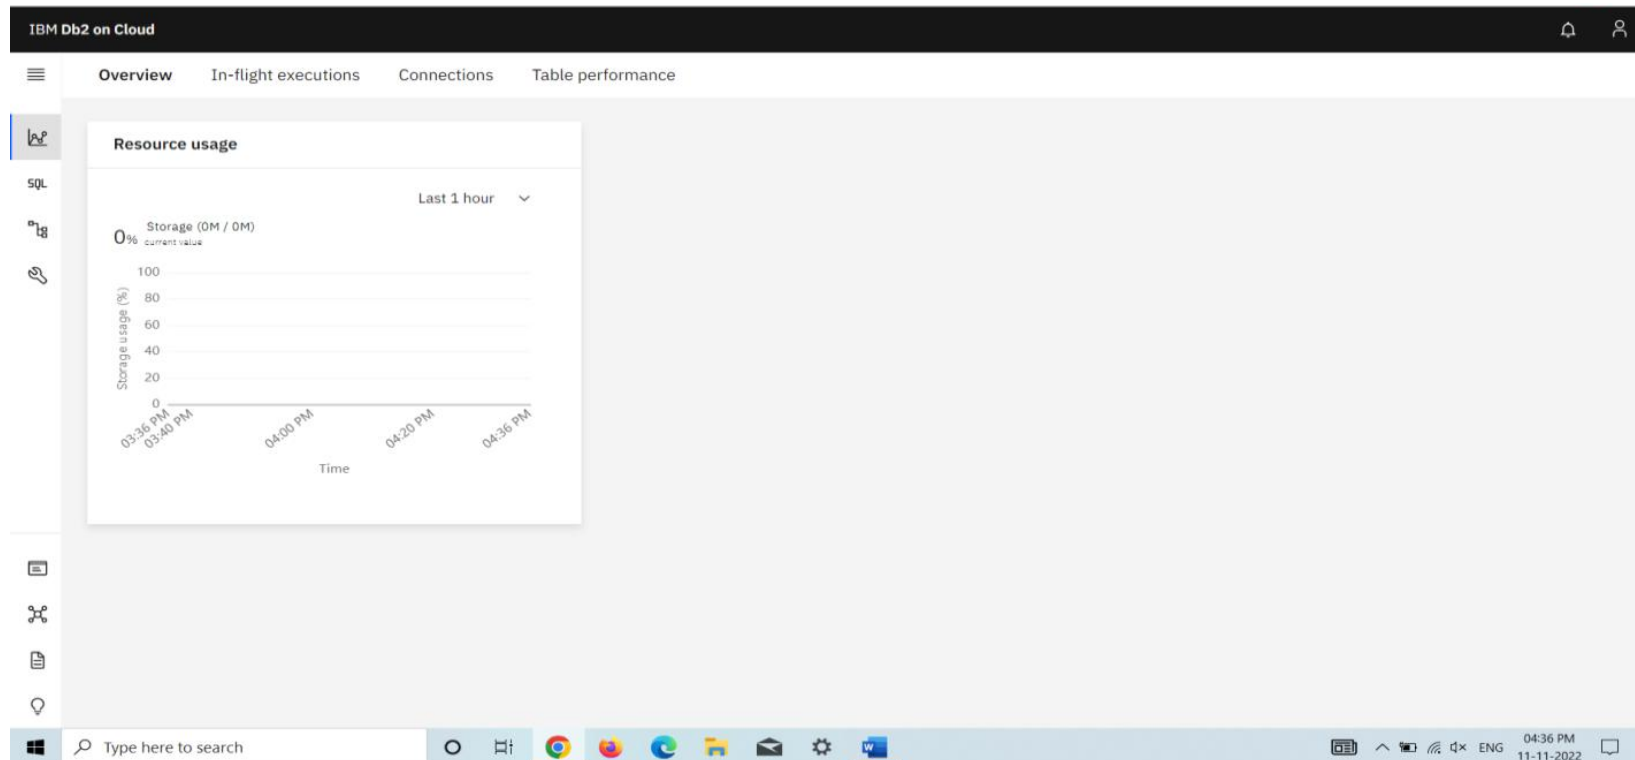 IBM Db2 on Cloud
Overview In-flight executions Connections Table performance
Resource usage
SQL
Last 1 hour
0% Storage (0M / 0M)
current value
100
80
60
40
20
0
Storage usage (%)
03:36 PM
03:40 PM
04:00 PM
04:20 PM
04:36 PM
Time
Type here to search
ENG
04:36 PM
11-11-2022